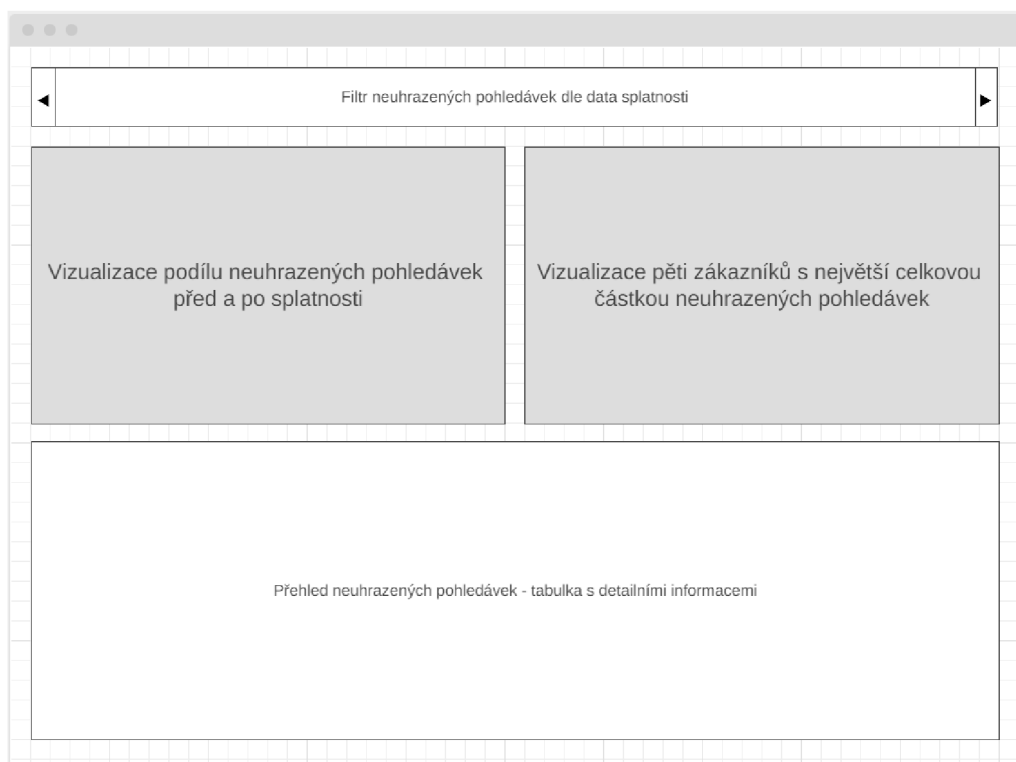 Filtr neuhrazených pohledávek dle data splatnosti
Vizualizace podílu neuhrazených pohledávek
před a po splatnosti
Vizualizace pěti zákazníků s největší celkovou
částkou neuhrazených pohledávek
Přehled neuhrazených pohledávek - tabulka s detailními informacemi